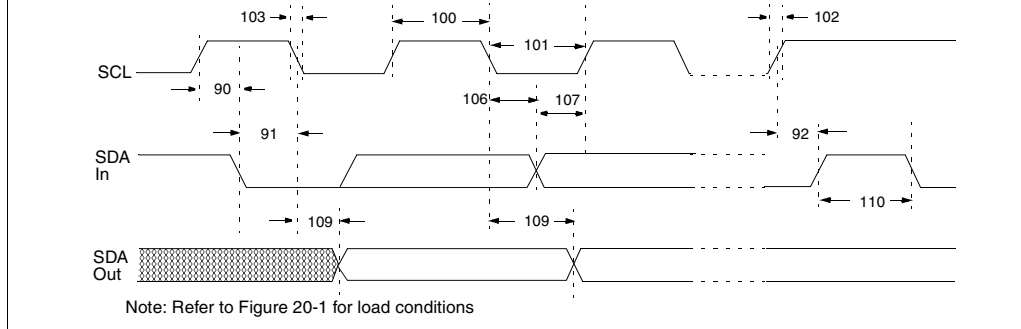 103
100
102
101
SCL
90
106
107
91
92
SDA
In
110
109
109
SDA
Out
Note: Refer to Figure 20-1 for load conditions